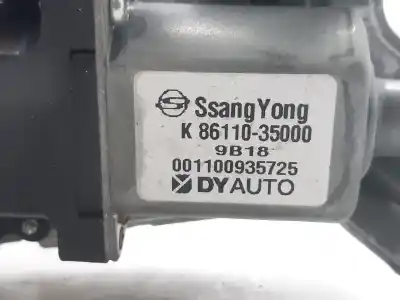 SsangYong
K 86110-35000
9B18
001100935725
DYAUTO